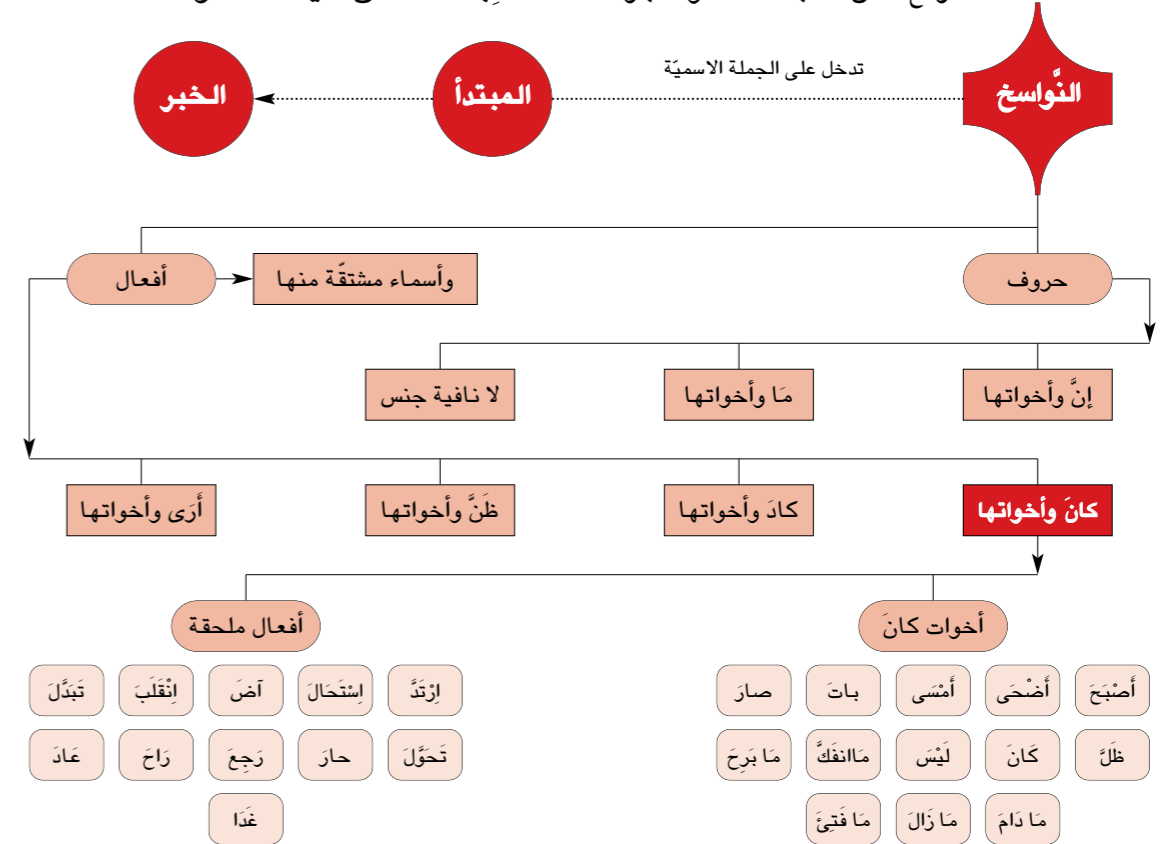 تدخل على الجملة الاسميّة
النَّواسخ
المبتدأ
الخبر
حروف
وأسماء مشتقّة منها
أفعال
إنَّ وأخواتها
مَا وأخواتها
لا نافية جنس
كانَ وأخواتها
كادَ وأخواتها
ظَنَّ وأخواتها
أَرَى وأخواتها
أخوات كانَ
أفعال ملحقة
أَصْبَحَ
أَضْحَى
أَمْسَى
باتَ
صارَ
ظَلَّ
كَانَ
لَيْسَ
ماانفَكَّ
ما بَرِحَ
مَا دَامَ
مَا زَالَ
مَا فَتِئَ
اِرْتَدَّ
اِسْتَحَالَ
آضَ
اِنْقَلَبَ
تَبَدَّلَ
تَحَوَّلَ
حارَ
رَجِعَ
رَاحَ
عَادَ
غَدَا